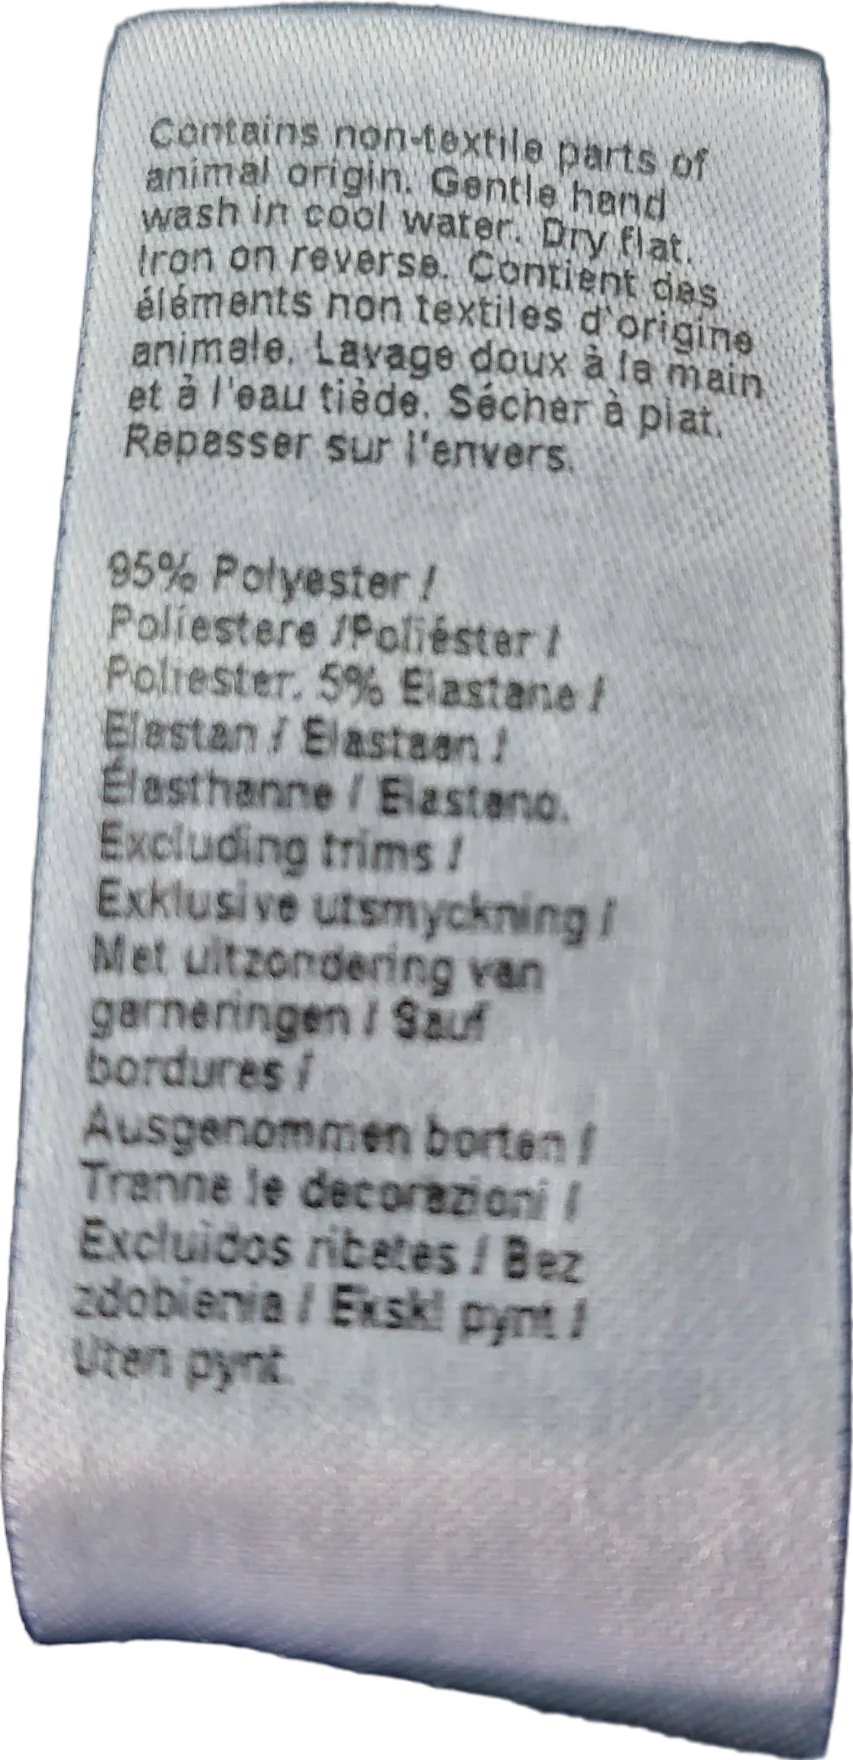 Contains non-textile parts of
animal origin. Gentle hand
wash in cool water. Dry flat.
Iron on reverse. Contient des
éléments non textiles d'origine
animale. Lavage doux à la main
et à l'eau tiède. Sécher à plat.
Repasser sur l'envers.
95% Polyester /
Poliestere /Poliéster /
Poliester. 5% Elastane /
Elastan / Elastaan /
Élasthanne / Elastano.
Excluding trims /
Exklusive utsmyckning /
Met uitzondering van
garneringen / Sauf
bordures /
Ausgenommen borten /
Tranne le decorazioni /
Excluidos ribetes / Bez
zdobienia / Ekskl pynt /
Uten pynt.